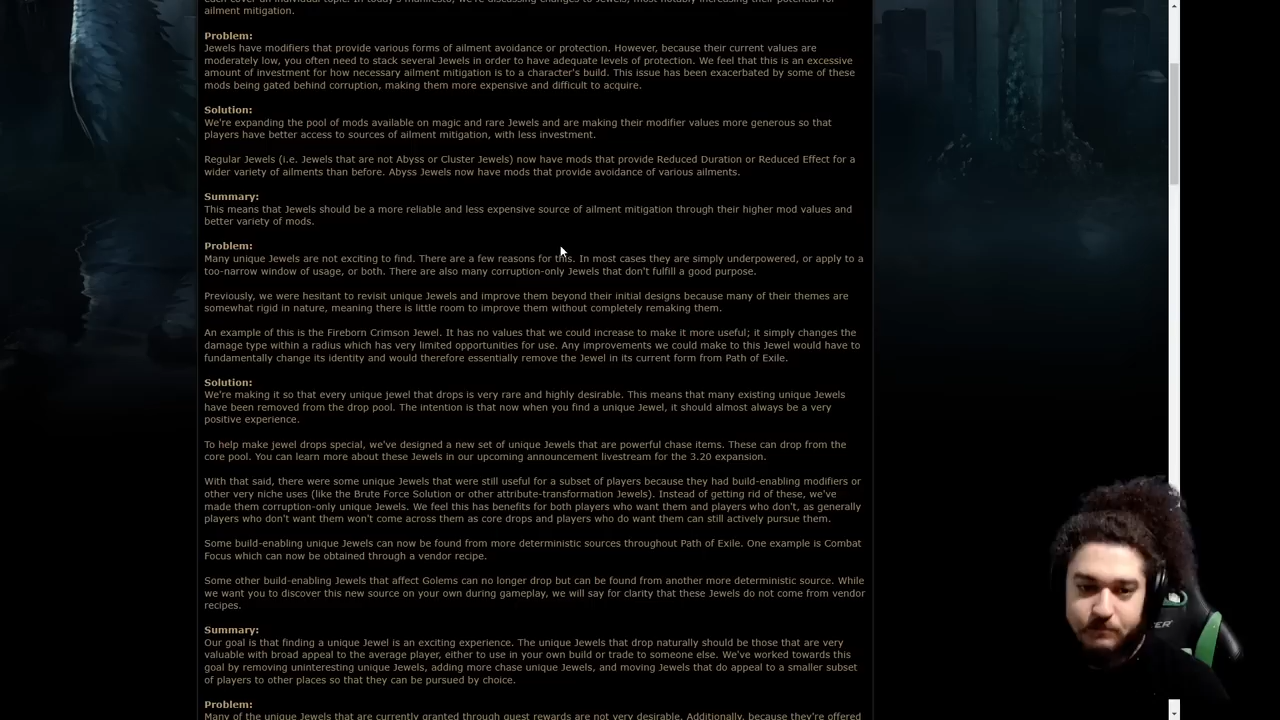 each cover an individual topic. In today's manifesto, we're discussing changes to Jewels, most notably increasing their potential for
ailment mitigation.
Problem:
Jewels have modifiers that provide various forms of ailment avoidance or protection. However, because their current values are
moderately low, you often need to stack several Jewels in order to have adequate levels of protection. We feel that this is an excessive
amount of investment for how necessary ailment mitigation is to a character's build. This issue has been exacerbated by some of these
mods being gated behind corruption, making them more expensive and difficult to acquire.
Solution:
We're expanding the pool of mods available on magic and rare Jewels and are making their modifier values more generous so that
players have better access to sources of ailment mitigation, with less investment.
Regular Jewels (i.e. Jewels that are not Abyss or Cluster Jewels) now have mods that provide Reduced Duration or Reduced Effect for a
wider variety of ailments than before. Abyss Jewels now have mods that provide avoidance of various ailments.
Summary:
This means that Jewels should be a more reliable and less expensive source of ailment mitigation through their higher mod values and
better variety of mods.
Problem:
Many unique Jewels are not exciting to find. There are a few reasons for this. In most cases they are simply underpowered, or apply to a
too-narrow window of usage, or both. There are also many corruption-only Jewels that don't fulfill a good purpose.
Previously, we were hesitant to revisit unique Jewels and improve them beyond their initial designs because many of their themes are
somewhat rigid in nature, meaning there is little room to improve them without completely remaking them.
An example of this is the Fireborn Crimson Jewel. It has no values that we could increase to make it more useful; it simply changes the
damage type within a radius which has very limited opportunities for use. Any improvements we could make to this Jewel would have to
fundamentally change its identity and would therefore essentially remove the Jewel in its current form from Path of Exile.
Solution:
We're making it so that every unique jewel that drops is very rare and highly desirable. This means that many existing unique Jewels
have been removed from the drop pool. The intention is that now when you find a unique Jewel, it should almost always be a very
positive experience.
To help make jewel drops special, we've designed a new set of unique Jewels that are powerful chase items. These can drop from the
core pool. You can learn more about these Jewels in our upcoming announcement livestream for the 3.20 expansion.
With that said, there were some unique Jewels that were still useful for a subset of players because they had build-enabling modifiers or
other very niche uses (like the Brute Force Solution or other attribute-transformation Jewels). Instead of getting rid of these, we've
made them corruption-only unique Jewels. We feel this has benefits for both players who want them and players who don't, as generally
players who don't want them won't come across them as core drops and players who do want them can still actively pursue them.
Some build-enabling unique Jewels can now be found from more deterministic sources throughout Path of Exile. One example is Combat
Focus which can now be obtained through a vendor recipe.
Some other build-enabling Jewels that affect Golems can no longer drop but can be found from another more deterministic source. While
we want you to discover this new source on your own during gameplay, we will say for clarity that these Jewels do not come from vendor
recipes.
Summary:
Our goal is that finding a unique Jewel is an exciting experience. The unique Jewels that drop naturally should be those that are very
valuable with broad appeal to the average player, either to use in your own build or trade to someone else. We've worked towards this
goal by removing uninteresting unique Jewels, adding more chase unique Jewels, and moving Jewels that do appeal to a smaller subset
of players to other places so that they can be pursued by choice.
Problem:
Many of the unique Jewels that are currently granted through quest rewards are not very desirable. Additionally, because they're offered